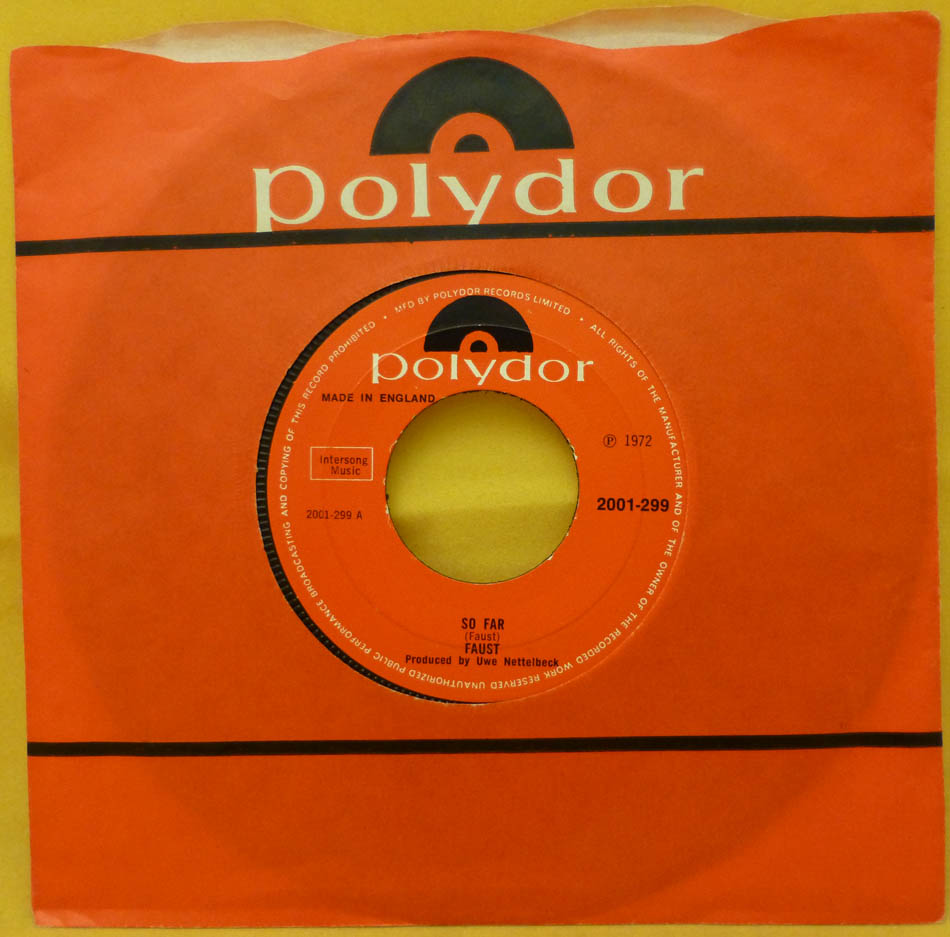 polydor
MFD BY POLYDOR RECORDS LIMITED • ALL RIGHTS OF THE MANUFACTURER AND OF THE OWNER OF THE RECORDED WORK RESERVED UNAUTHORIZED PUBLIC PERFORMANCE BROADCASTING AND COPYING OF THIS RECORD PROHIBITED •
polydor
MADE IN ENGLAND
℗ 1972
Intersong
Music
2001-299
2001-299 A
SO FAR
(Faust)
FAUST
Produced by Uwe Nettelbeck